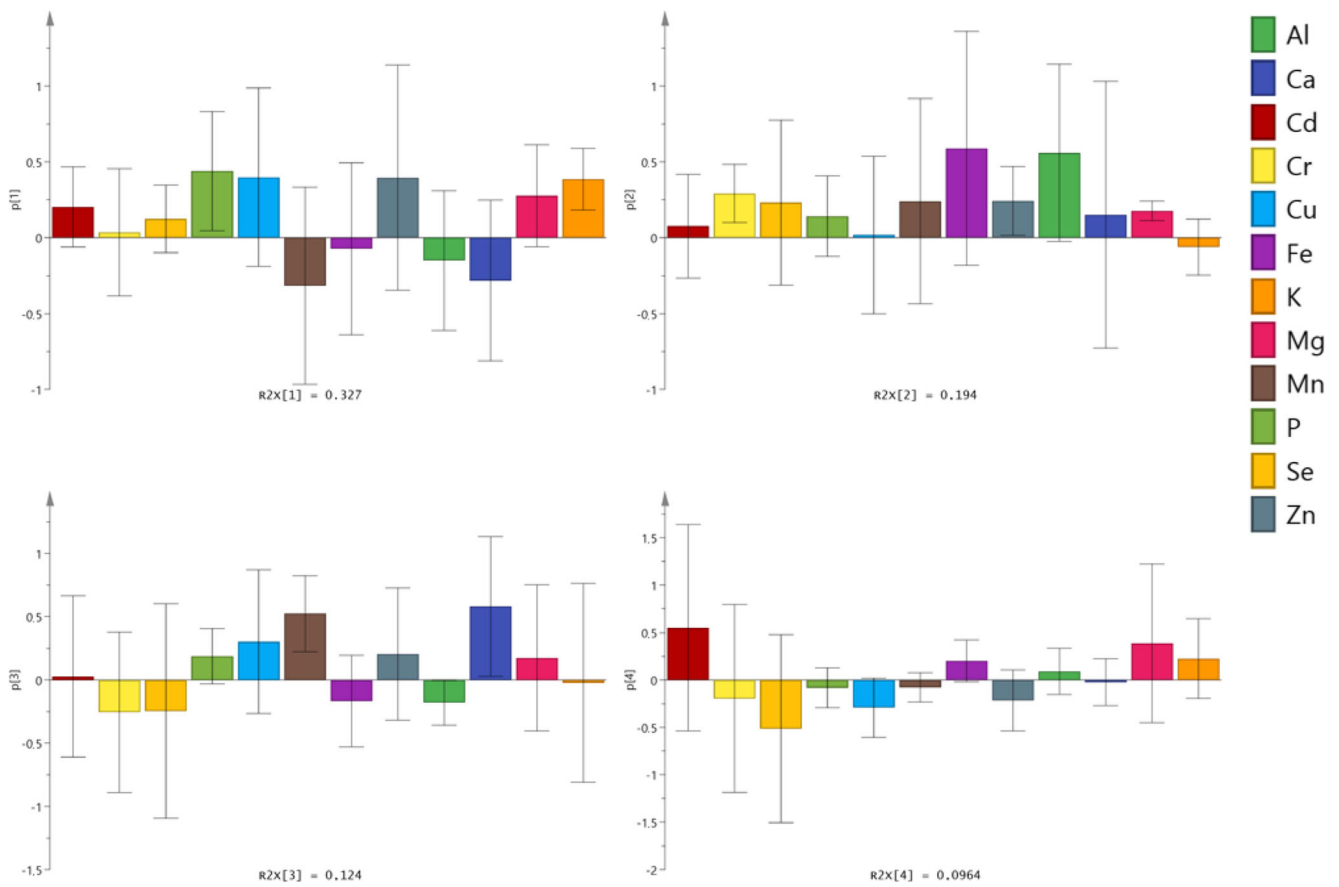 p[1]
1
0.5
0
-0.5
-1
R2X[1] = 0.327
p[2]
1
0.5
0
-0.5
-1
R2X[2] = 0.194
Al
Ca
Cd
Cr
Cu
Fe
K
Mg
Mn
P
Se
Zn
p[3]
1
0.5
0
-0.5
-1
-1.5
R2X[3] = 0.124
p[4]
1.5
1
0.5
0
-0.5
-1
-1.5
-2
R2X[4] = 0.0964